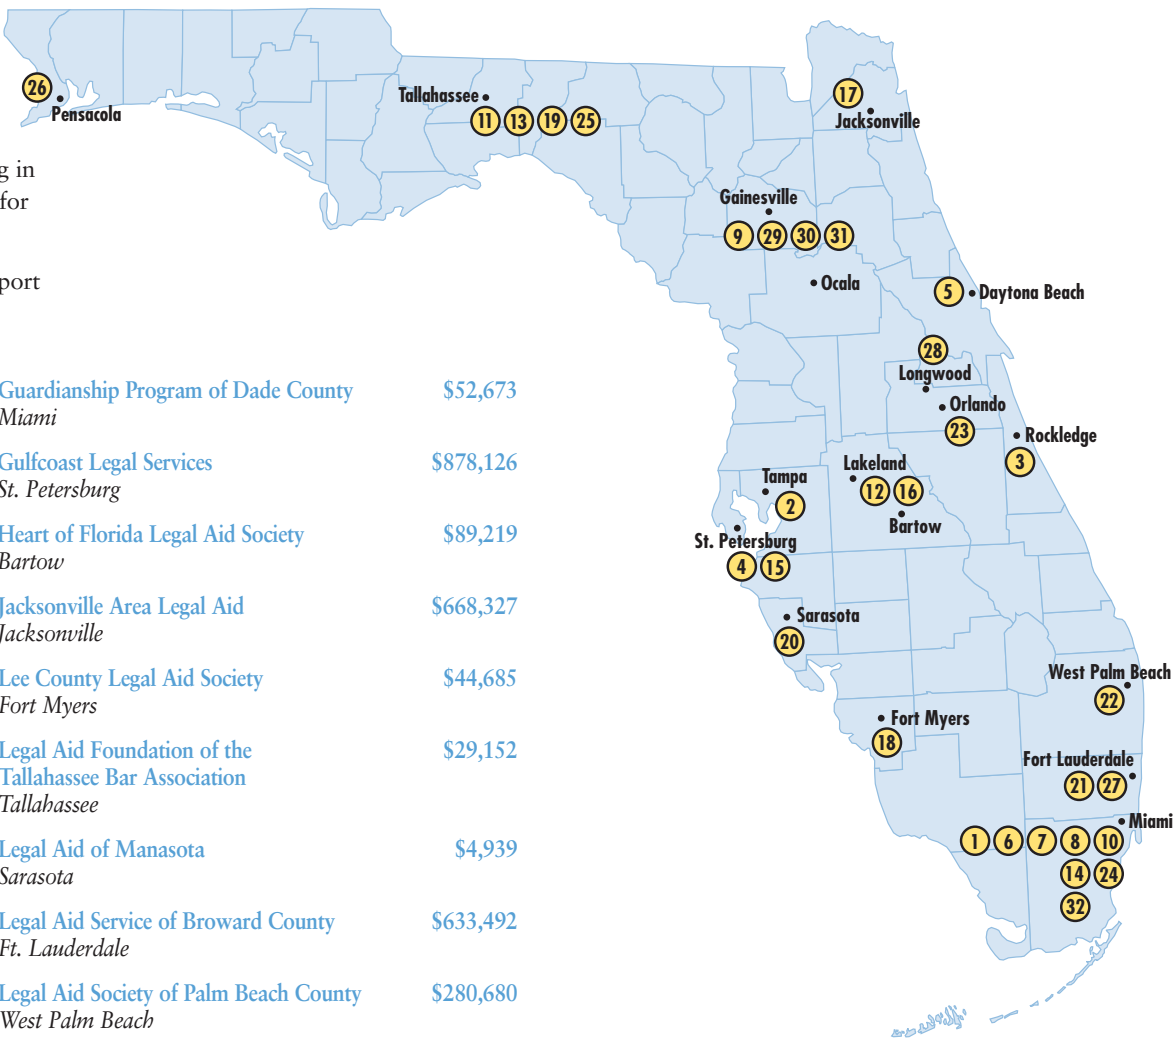 26
Pensacola
Tallahassee
11 13 19 25
17
Jacksonville
g in
for
port
Gainesville
9 29 30 31
Ocala
5 Daytona Beach
28
Longwood
Orlando
23
Rockledge
3
Lakeland
12 16
Bartow
Tampa
2
St. Petersburg
4 15
Sarasota
20
West Palm Beach
22
Fort Myers
18
Fort Lauderdale
21 27
Miami
1 6 7 8 10
14 24
32
Guardianship Program of Dade County $52,673
Miami
Gulfcoast Legal Services $878,126
St. Petersburg
Heart of Florida Legal Aid Society $89,219
Bartow
Jacksonville Area Legal Aid $668,327
Jacksonville
Lee County Legal Aid Society $44,685
Fort Myers
Legal Aid Foundation of the $29,152
Tallahassee Bar Association
Tallahassee
Legal Aid of Manasota $4,939
Sarasota
Legal Aid Service of Broward County $633,492
Ft. Lauderdale
Legal Aid Society of Palm Beach County $280,680
West Palm Beach